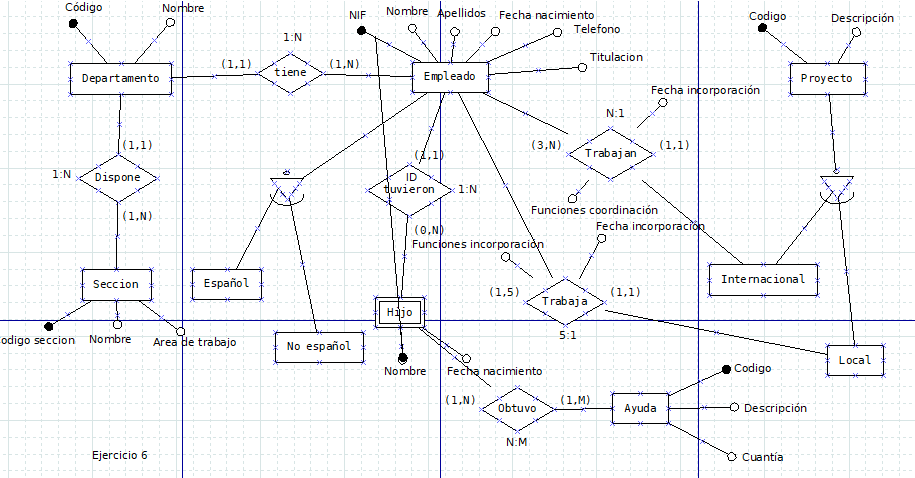 Código
Nombre
NIF
Nombre
Apellidos
Fecha nacimiento
Telefono
Titulacion
Codigo
Descripción
1:N
Departamento
(1,1)
tiene
(1,N)
Empleado
Proyecto
Fecha incorporación
N:1
(3,N)
Trabajan
(1,1)
(1,1)
(1,1)
1:N
Dispone
ID
tuvieron
1:N
Funciones coordinación
(1,N)
(0,N)
Fecha incorporación
Funciones incorporación
Seccion
Español
Internacional
(1,5)
Trabaja
(1,1)
5:1
Hijo
odigo seccion
Nombre
Area de trabajo
No español
Nombre
Fecha nacimiento
Local
Codigo
(1,N)
Obtuvo
(1,M)
Ayuda
Descripción
N:M
Cuantía
Ejercicio 6